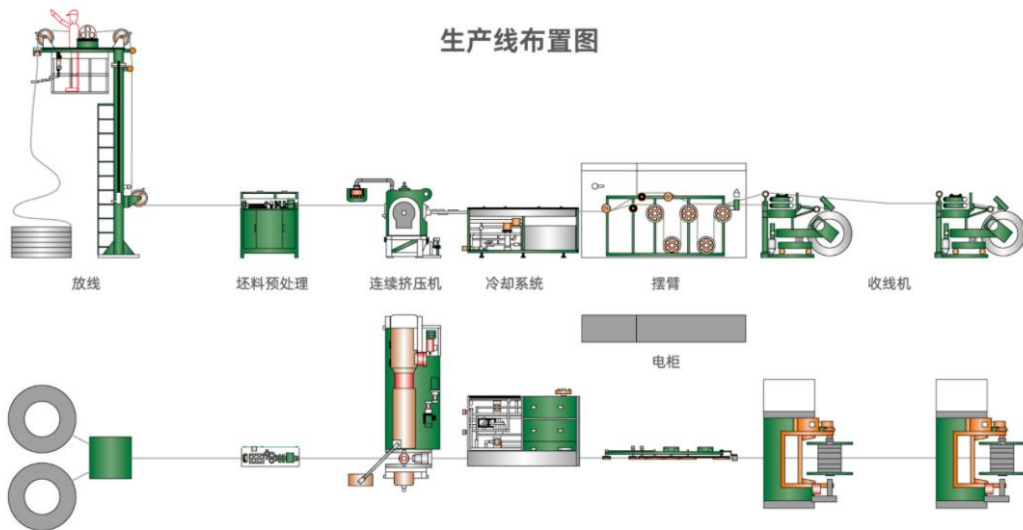 生产线布置图
放线
坯料预处理
连续挤压机
冷却系统
摆臂
收线机
电柜